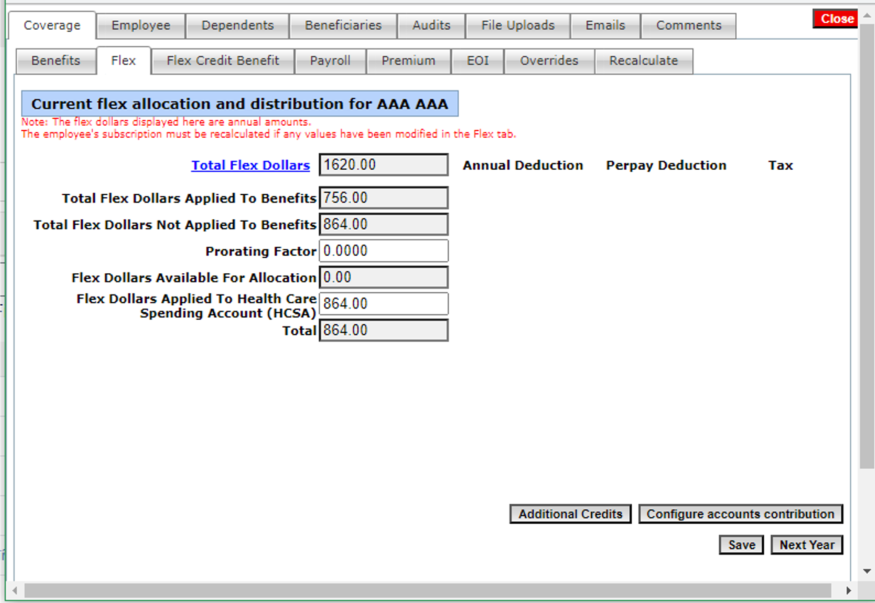 Coverage Employee Dependents Beneficiaries Audits File Uploads Emails Comments Close
Benefits Flex Flex Credit Benefit Payroll Premium EOI Overrides Recalculate
Current flex allocation and distribution for AAA AAA
Note: The flex dollars displayed here are annual amounts.
The employee's subscription must be recalculated if any values have been modified in the Flex tab.
Total Flex Dollars 1620.00 Annual Deduction Perpay Deduction Tax
Total Flex Dollars Applied To Benefits 756.00
Total Flex Dollars Not Applied To Benefits 864.00
Prorating Factor 0.0000
Flex Dollars Available For Allocation 0.00
Flex Dollars Applied To Health Care
Spending Account (HCSA) 864.00
Total 864.00
Additional Credits Configure accounts contribution
Save Next Year